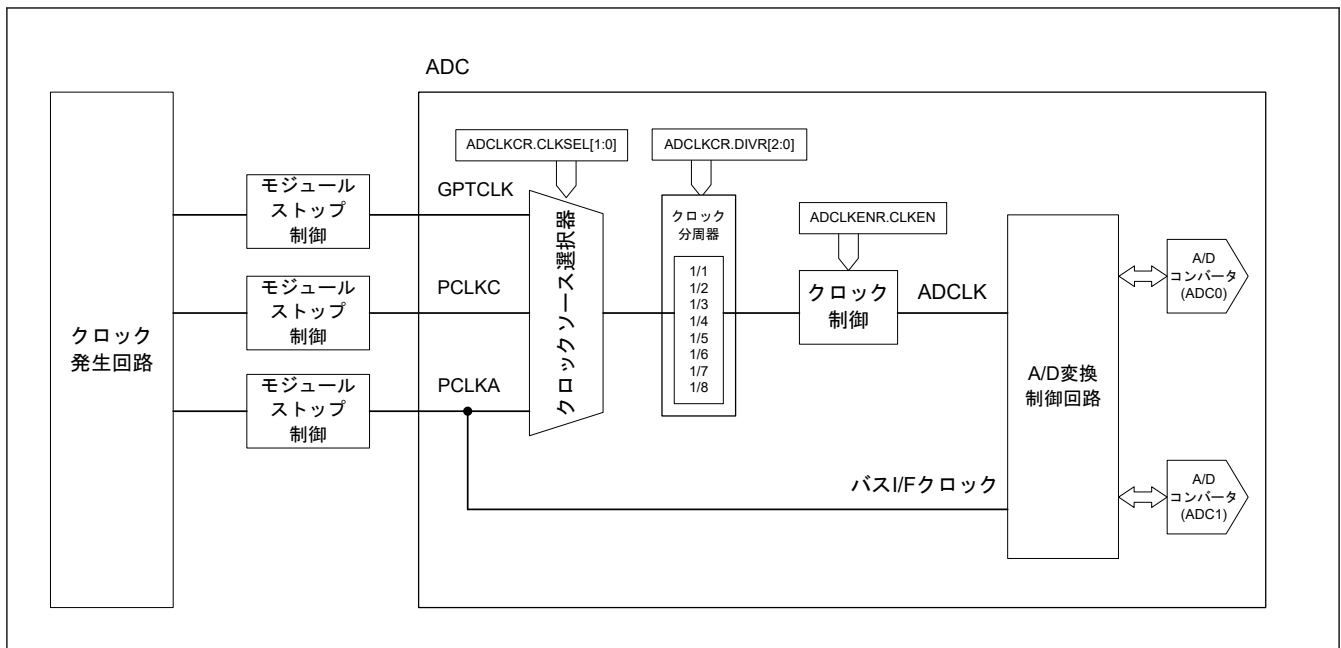 ADC
ADCLKCR.CLKSEL[1:0]
ADCLKCR.DIVR[2:0]
モジュール
ストップ
制御
GPTCLK
クロックソース選択器
クロック
分周器
1/1
1/2
1/3
1/4
1/5
1/6
1/7
1/8
ADCLKENR.CLKEN
A/D
コンバータ
(ADC0)
モジュール
ストップ
制御
PCLKC
クロック
制御
ADCLK
クロック
発生回路
A/D変換
制御回路
モジュール
ストップ
制御
PCLKA
バスI/Fクロック
A/D
コンバータ
(ADC1)